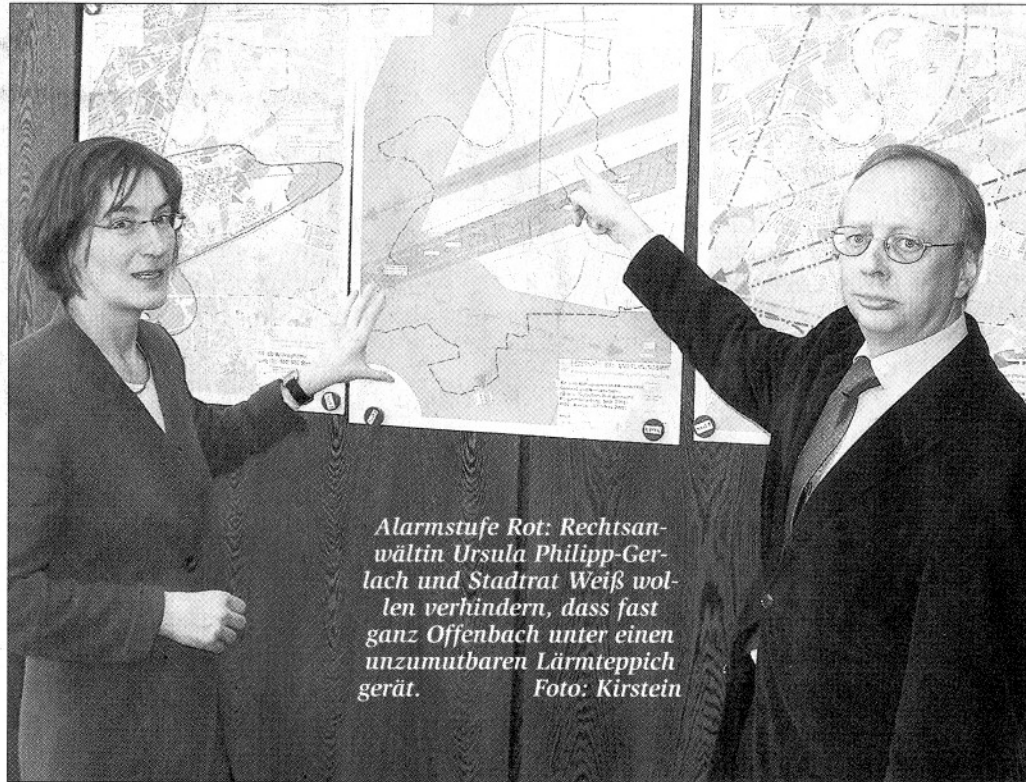 Alarmstufe Rot: Rechtsan-
wältin Ursula Philipp-Ger-
lach und Stadtrat Weiß wol-
len verhindern, dass fast
ganz Offenbach unter einen
unzumutbaren Lärmteppich
gerät. Foto: Kirstein